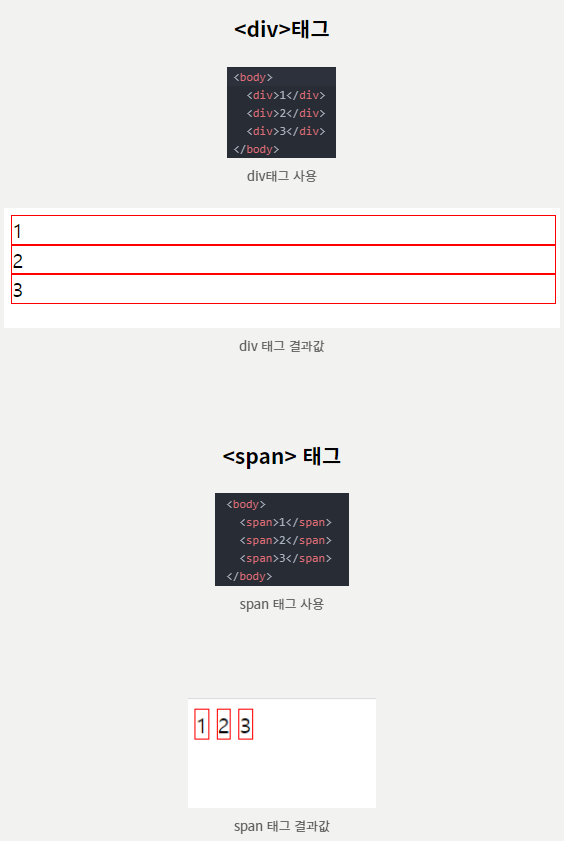 <div>태그
<body>
<div>1</div>
<div>2</div>
<div>3</div>
</body>
div태그 사용
1
2
3
div 태그 결과값
<span> 태그
<body>
<span>1</span>
<span>2</span>
<span>3</span>
</body>
span 태그 사용
1 2 3
span 태그 결과값